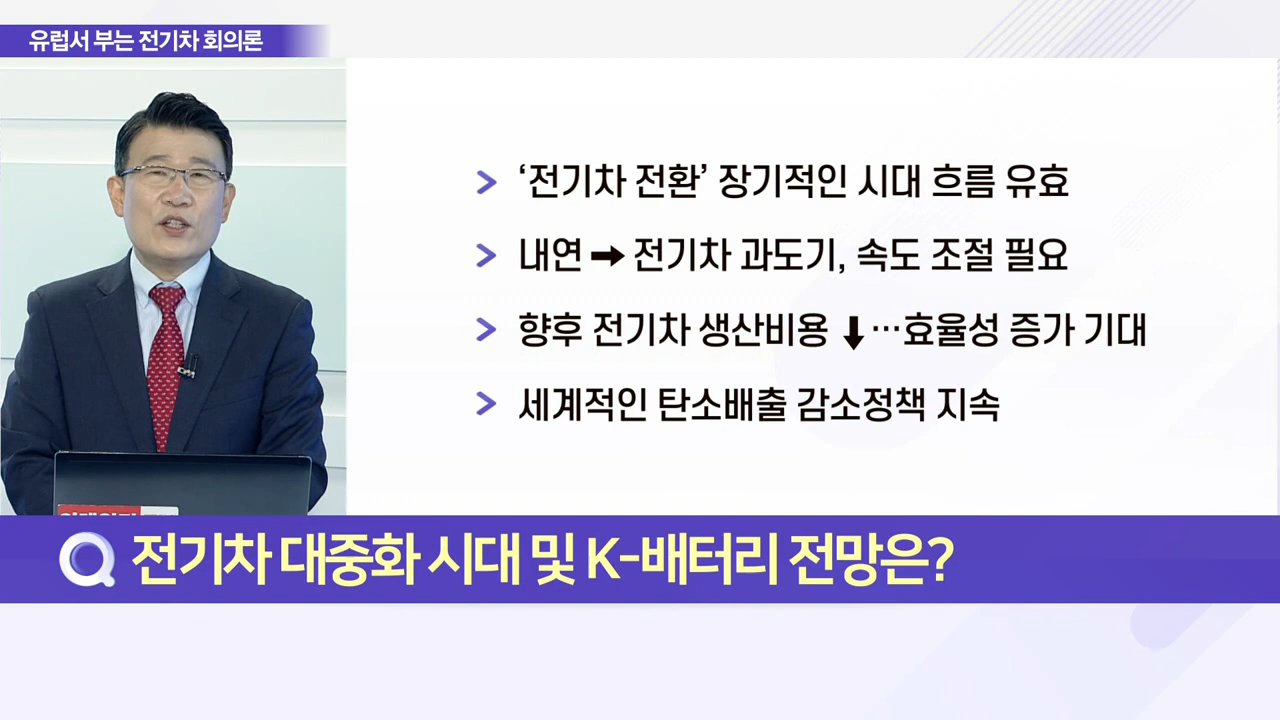 유럽서 부는 전기차 회의론
‘전기차 전환’ 장기적인 시대 흐름 유효
내연 ➡ 전기차 과도기, 속도 조절 필요
향후 전기차 생산비용 ⬇…효율성 증가 기대
세계적인 탄소배출 감소정책 지속
전기차 대중화 시대 및 K-배터리 전망은?